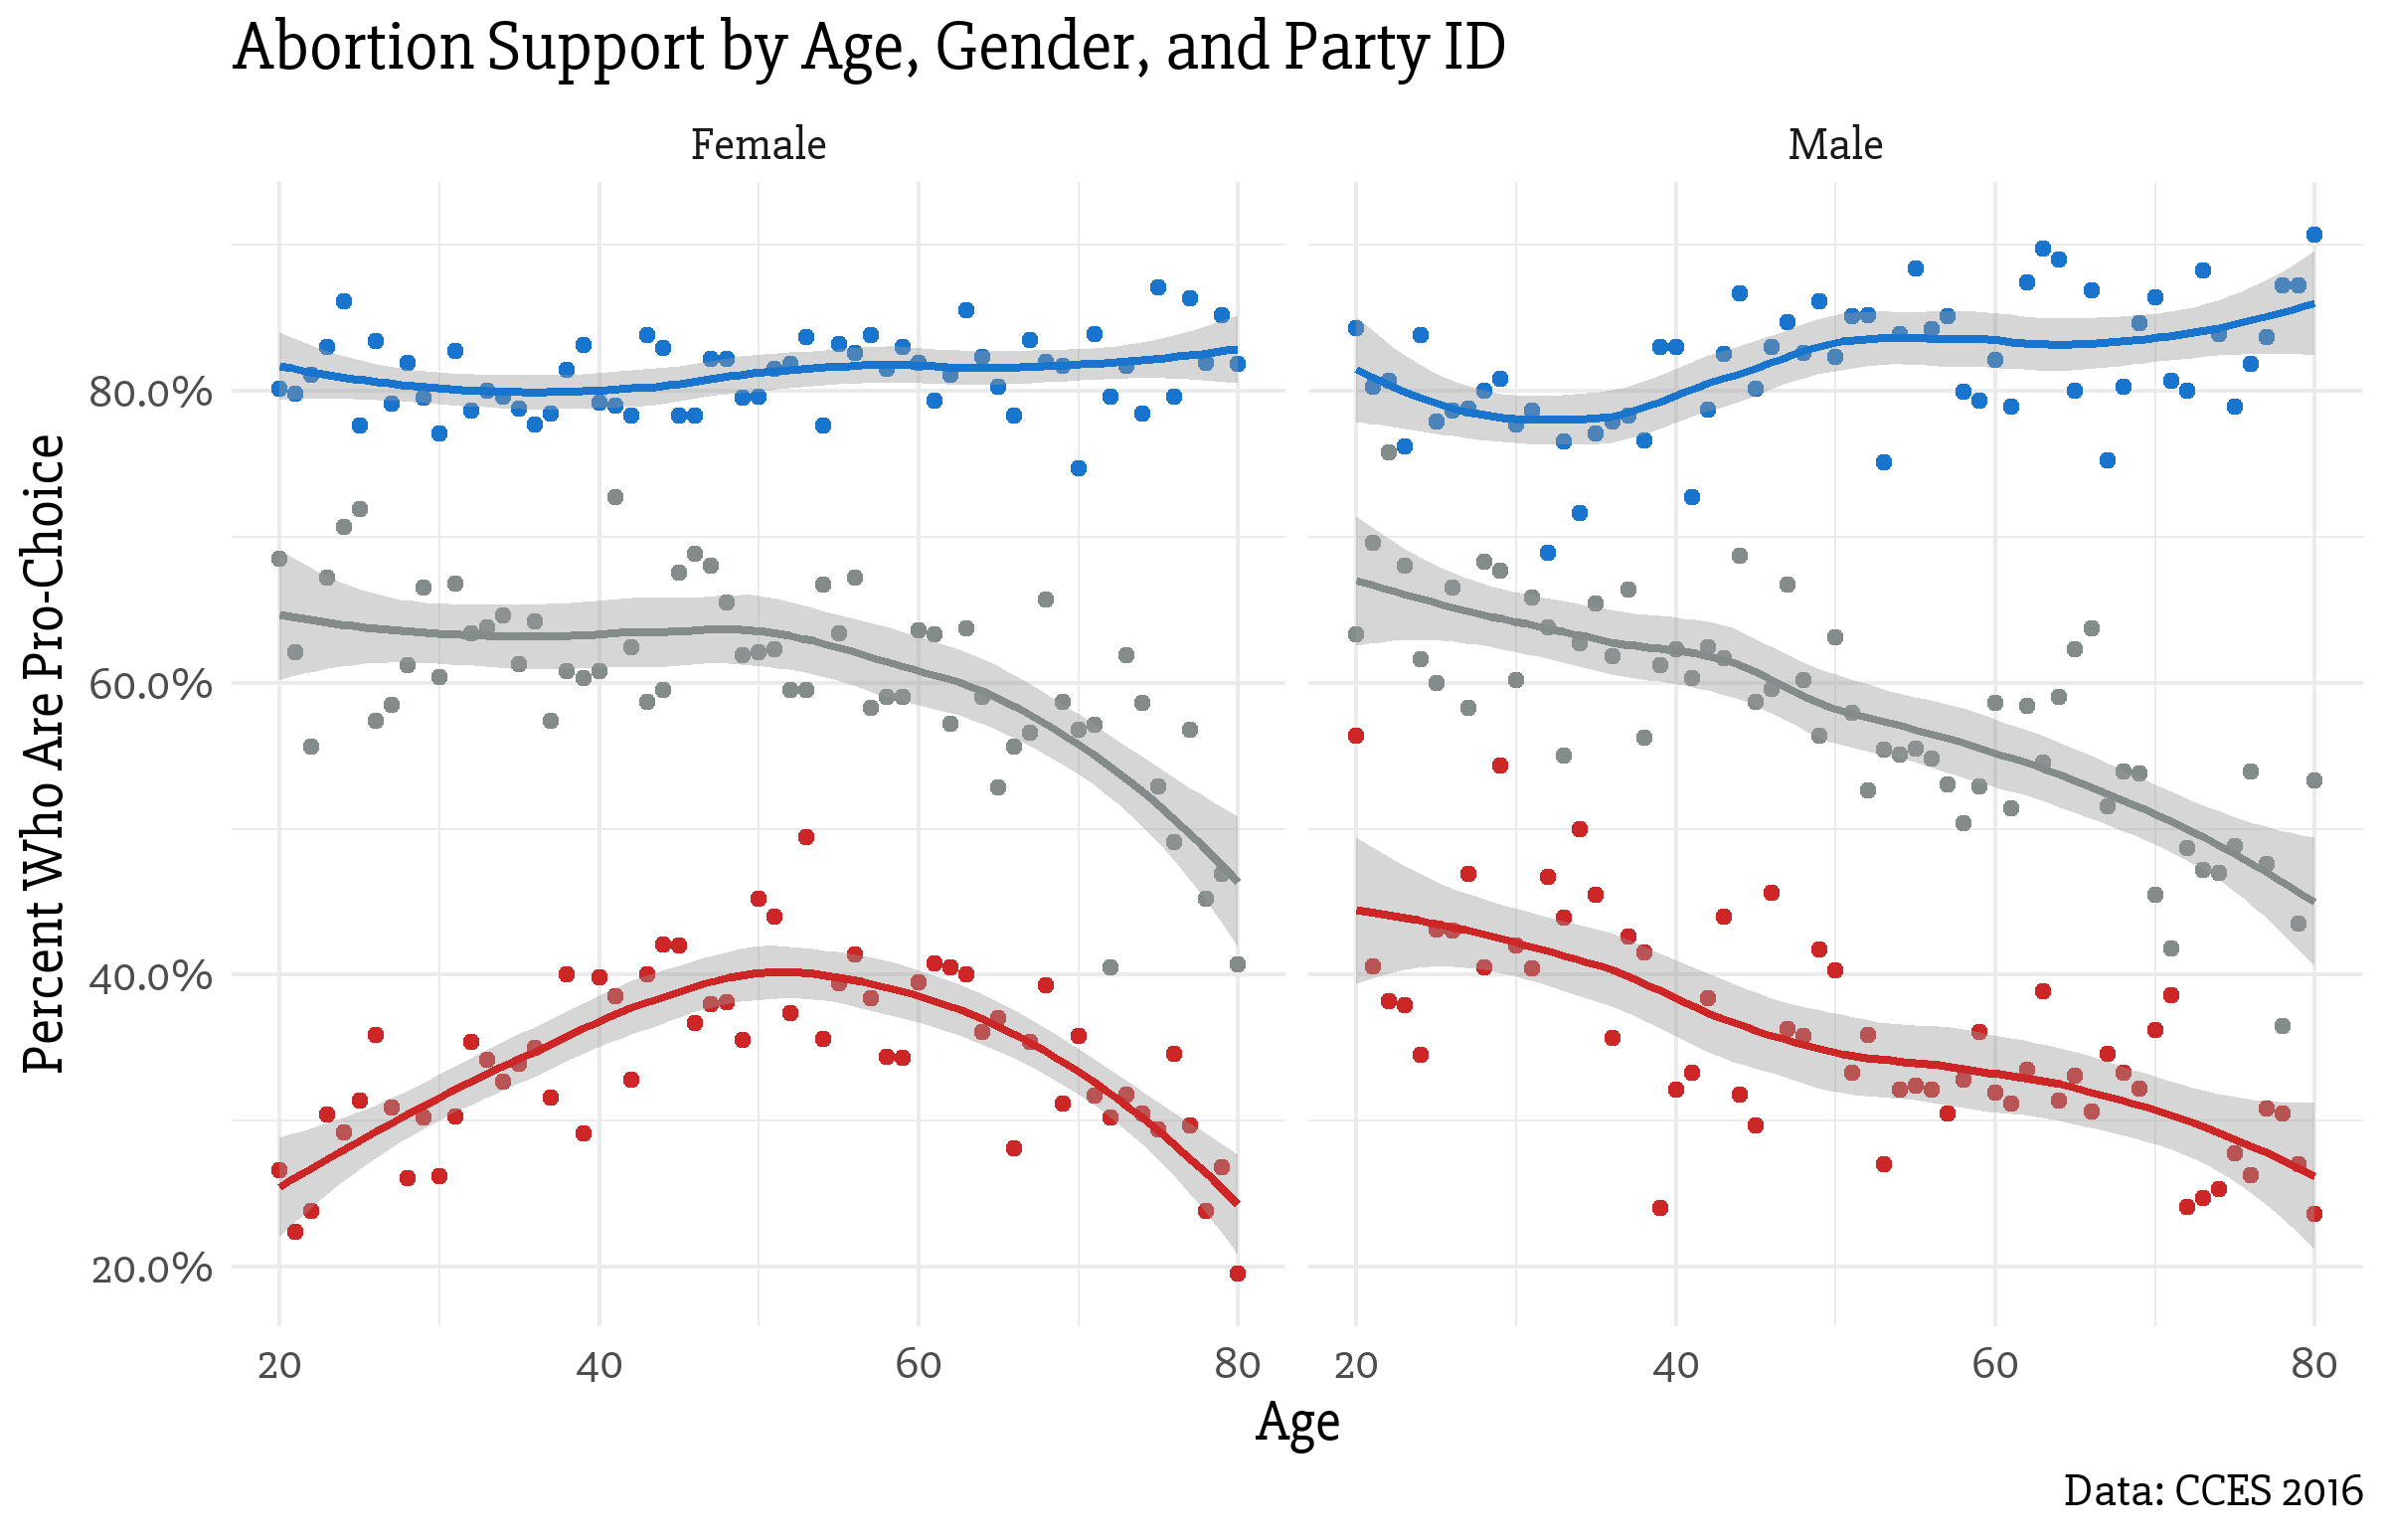 Abortion Support by Age, Gender, and Party ID
Female
Male
Percent Who Are Pro-Choice
80.0%
60.0%
40.0%
20.0%
20 40 60 80
20 40 60 80
Age
Data: CCES 2016